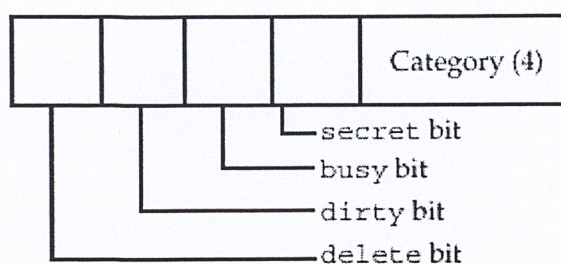 Category (4)
secret bit
busy bit
dirty bit
delete bit